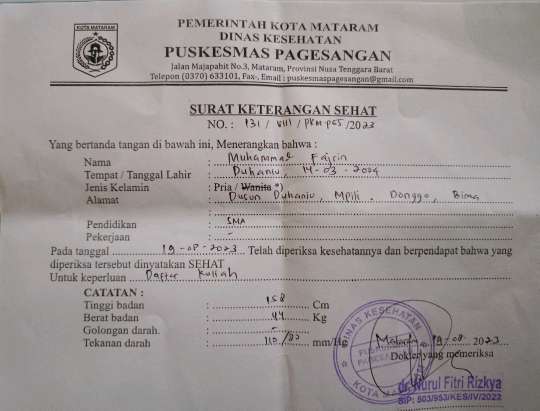 KOTA MATARAM
PEMERINTAH KOTA MATARAM
DINAS KESEHATAN
PUSKESMAS PAGESANGAN
Jalan Majapahit No.3, Mataram, Provinsi Nusa Tenggara Barat
Telepon (0370) 633101, Fax-, Email : puskesmaspagesangan@gmail.com
SURAT KETERANGAN SEHAT
NO. : 131 / VIII / PKM-PGS / 2023
Yang bertanda tangan di bawah ini, Menerangkan bahwa :
Nama : Muhammad Fajrin
Tempat / Tanggal Lahir : Duhaniu, 14-03-2004
Jenis Kelamin : Pria / Wanita *)
Alamat : Dusun Duhaniu, Mpili, Donggo, Bima
Pendidikan : SMA
Pekerjaan : -
Pada tanggal 19-08-2023 Telah diperiksa kesehatannya dan berpendapat bahwa yang
diperiksa tersebut dinyatakan SEHAT
Untuk keperluan : Daftar Kuliah
CATATAN :
Tinggi badan : 158 Cm
Berat badan : 44 Kg
Golongan darah. : -
Tekanan darah : 110/80 mm/Hg
19-08-2023
Dokter yang memeriksa
DINAS KESEHATAN
PUSKESMAS
PAGESANGAN
KOTA MATARAM
dr. Nurul Fitri Rizkya
SIP: 503/953/KES/IV/2022